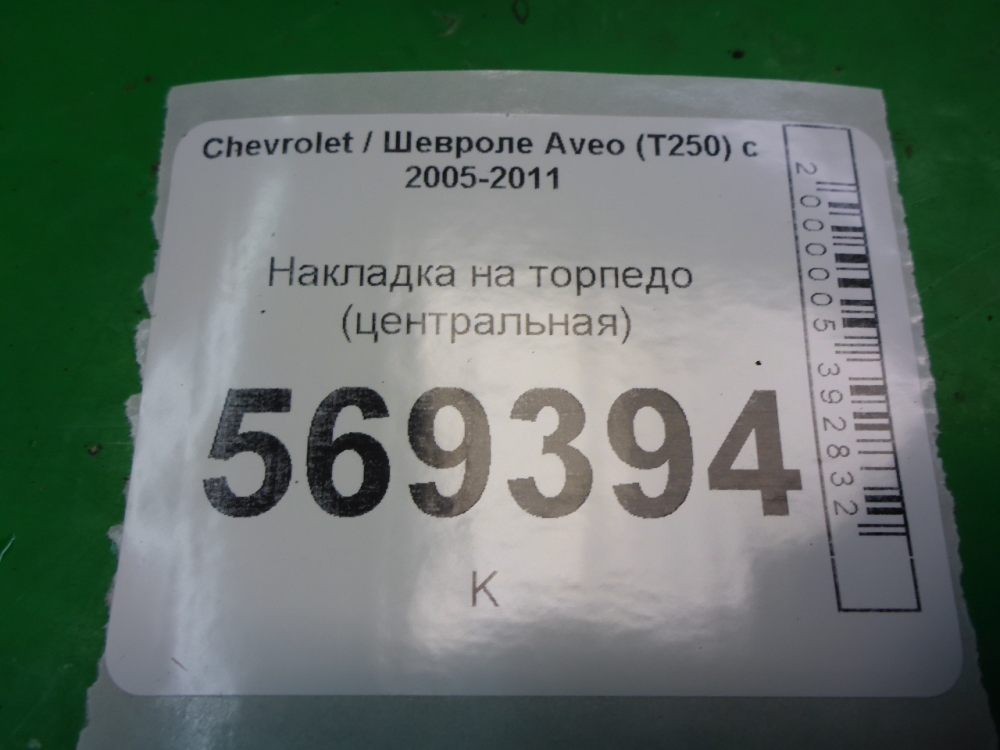 Chevrolet / Шевроле Aveo (T250) с
2005-2011
Накладка на торпедо
(центральная)
569394
К
2000005392832